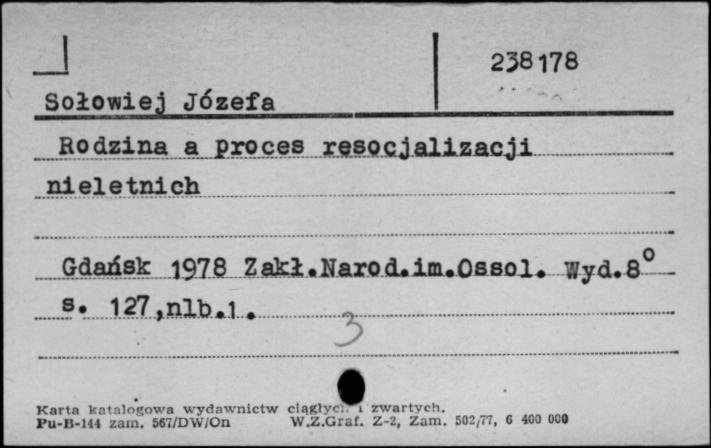 238178
Sołowiej Józefa
Rodzina a proces resocjalizacji
nieletnich
Gdańsk 1978 Zakł.Narod.im.Ossol. Wyd.8°
s. 127,nlb.1.
3
Karta katalogowa wydawnictw ciągłych i zwartych.
Pu-B-144 zam. 567/DW/On W.Z.Graf. Z-2, Zam. 502/77, 6 400 000